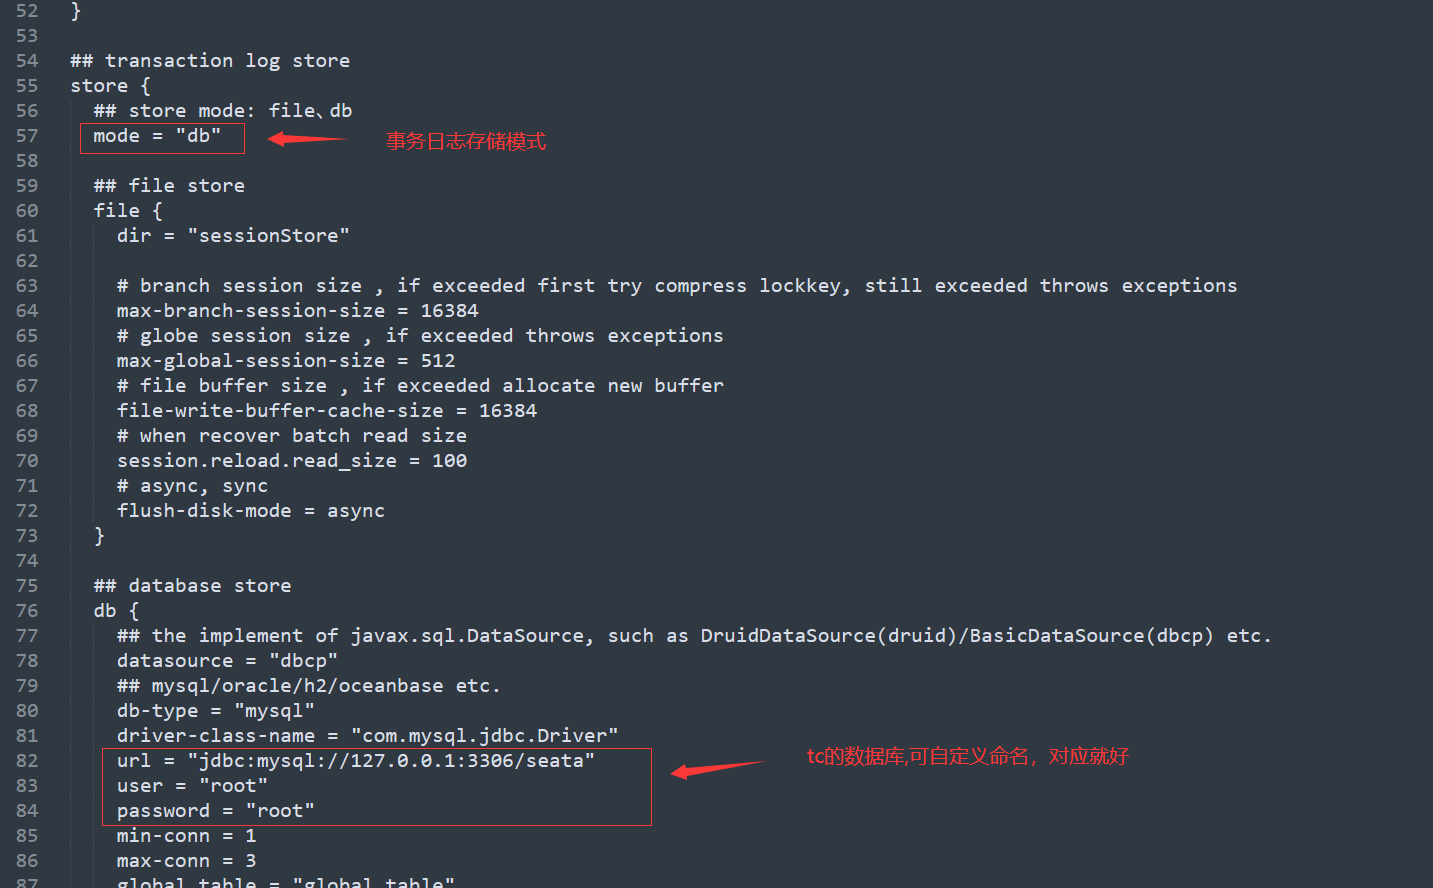 52 }
53
54 ## transaction log store
55 store {
56 ## store mode: file、db
57 mode = "db" 事务日志存储模式
58
59 ## file store
60 file {
61 dir = "sessionStore"
62
63 # branch session size , if exceeded first try compress lockkey, still exceeded throws exceptions
64 max-branch-session-size = 16384
65 # globe session size , if exceeded throws exceptions
66 max-global-session-size = 512
67 # file buffer size , if exceeded allocate new buffer
68 file-write-buffer-cache-size = 16384
69 # when recover batch read size
70 session.reload.read_size = 100
71 # async, sync
72 flush-disk-mode = async
73 }
74
75 ## database store
76 db {
77 ## the implement of javax.sql.DataSource, such as DruidDataSource(druid)/BasicDataSource(dbcp) etc.
78 datasource = "dbcp"
79 ## mysql/oracle/h2/oceanbase etc.
80 db-type = "mysql"
81 driver-class-name = "com.mysql.jdbc.Driver"
82 url = "jdbc:mysql://127.0.0.1:3306/seata" tc的数据库,可自定义命名，对应就好
83 user = "root"
84 password = "root"
85 min-conn = 1
86 max-conn = 3
87 global_table = "global_table"